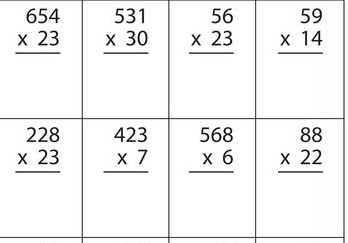 654 531 56 59
x 23 x 30 x 23 x 14
228 423 568 88
x 23 x 7 x 6 x 22